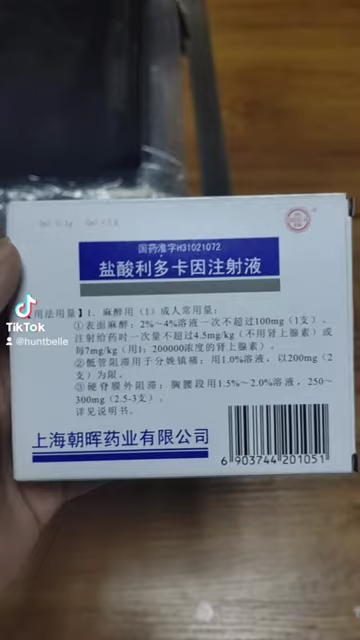 国药准字H31021072
盐酸利多卡因注射液
用法用量】1. 麻醉用 (1) 成人常用量:
①表面麻醉: 2%~4%溶液一次不超过100mg (1支)。
注射给药时一次量不超过4.5mg/kg (不用肾上腺素) 或
每7mg/kg (用1: 200000浓度的肾上腺素)。
②骶管阻滞用于分娩镇痛: 用1.0%溶液, 以200mg (2
支)为限。
③硬脊膜外阻滞: 胸腰段用1.5%~2.0%溶液, 250~
300mg (2.5-3支)。
详见说明书。
上海朝晖药业有限公司
6 903744 201051
TikTok
@huntbelle